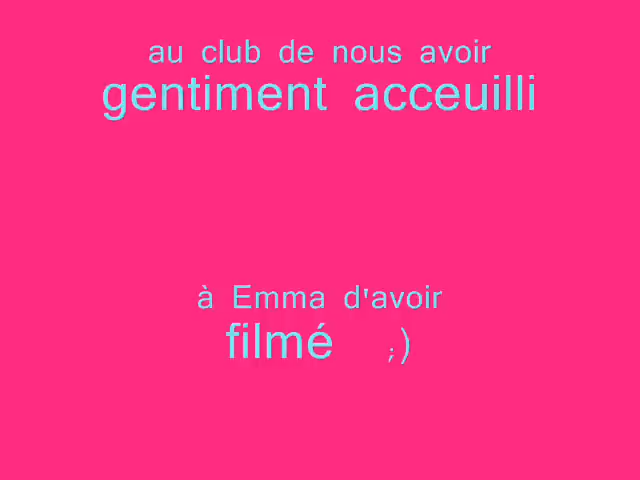 au club de nous avoir
gentiment acceuilli
à Emma d'avoir
filmé ;)